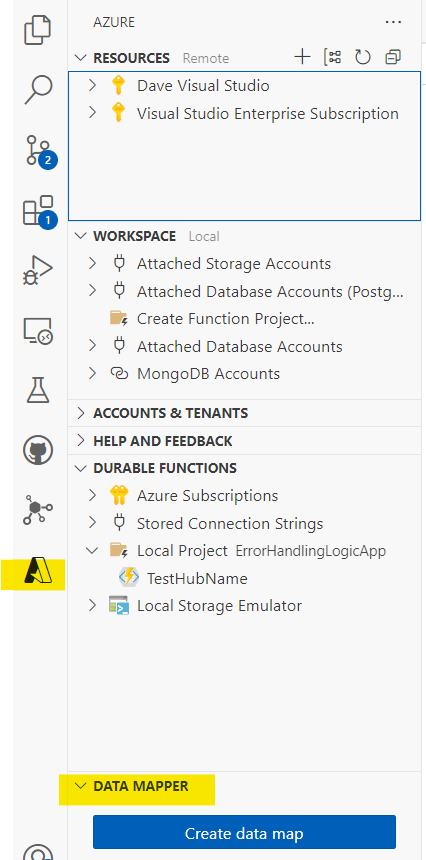 AZURE
RESOURCES Remote
Dave Visual Studio
Visual Studio Enterprise Subscription
2
1
WORKSPACE Local
Attached Storage Accounts
Attached Database Accounts (Postg...
Create Function Project...
Attached Database Accounts
MongoDB Accounts
ACCOUNTS & TENANTS
HELP AND FEEDBACK
DURABLE FUNCTIONS
Azure Subscriptions
Stored Connection Strings
Local Project ErrorHandlingLogicApp
TestHubName
Local Storage Emulator
DATA MAPPER
Create data map